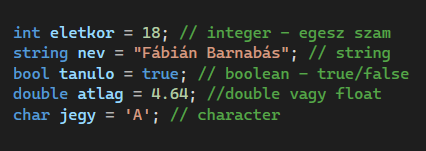 int eletkor = 18; // integer - egesz szam
string nev = "Fábián Barnabás"; // string
bool tanulo = true; // boolean - true/false
double atlag = 4.64; //double vagy float
char jegy = 'A'; // character